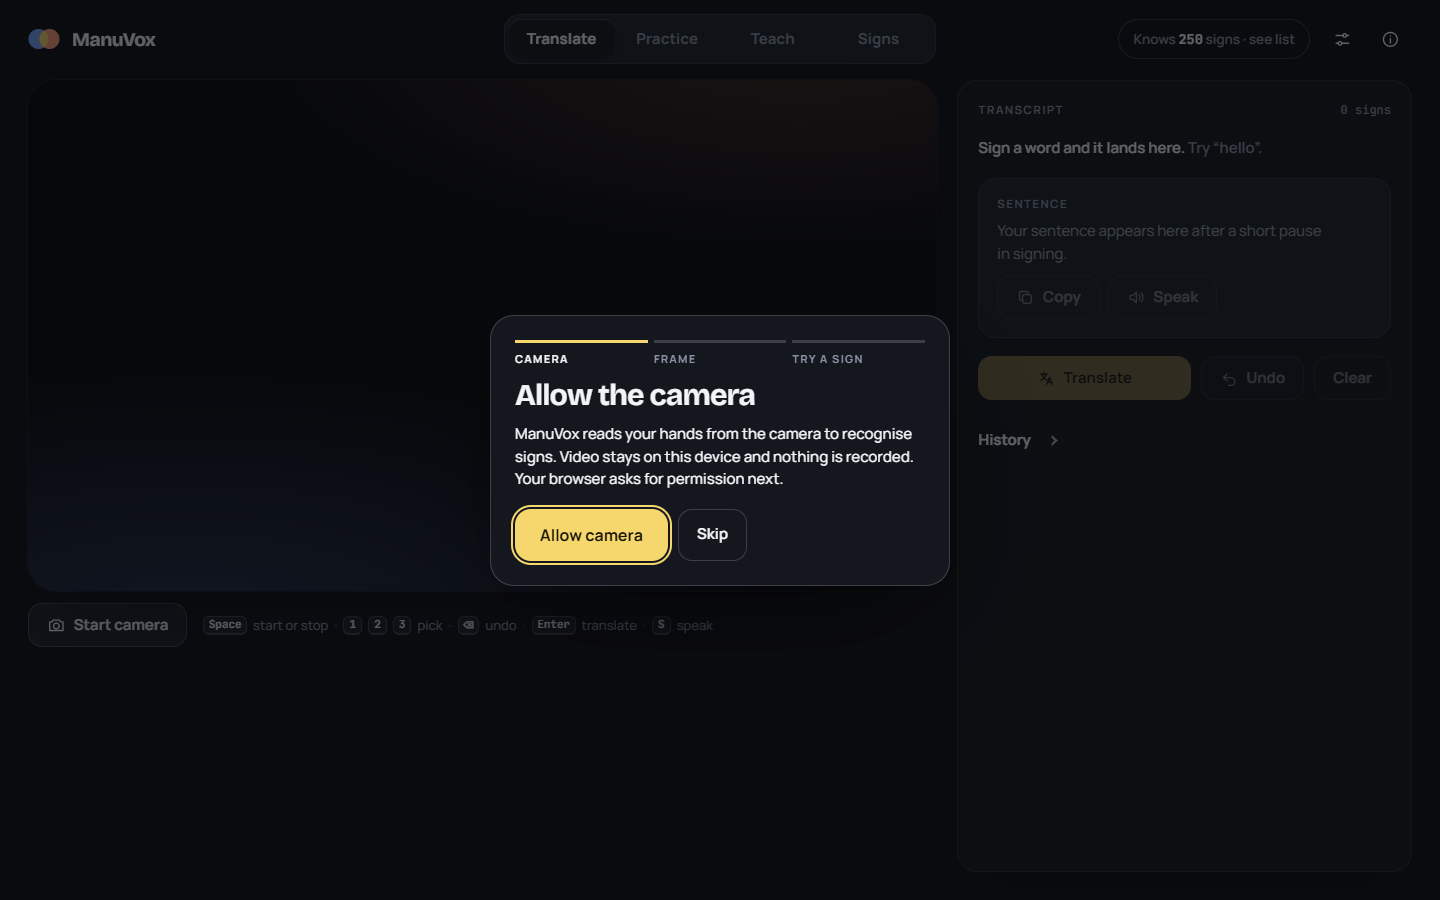 ManuVox
Translate
Practice
Teach
Signs
Knows 250 signs · see list
TRANSCRIPT
0 signs
Sign a word and it lands here. Try “hello”.
SENTENCE
Your sentence appears here after a short pause
in signing.
Copy
Speak
Translate
Undo
Clear
History
CAMERA
FRAME
TRY A SIGN
Allow the camera
ManuVox reads your hands from the camera to recognise
signs. Video stays on this device and nothing is recorded.
Your browser asks for permission next.
Allow camera
Skip
Start camera
Space start or stop · 1 2 3 pick · ⌫ undo · Enter translate · S speak